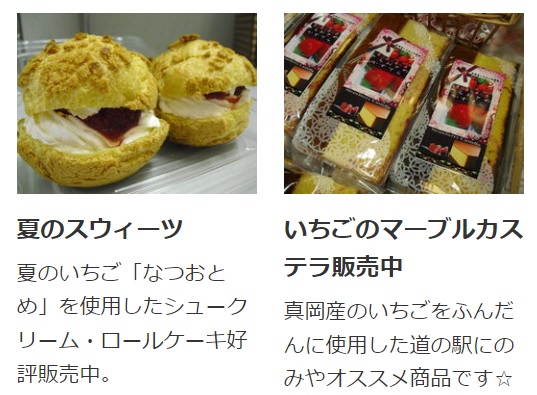 夏のスウィーツ
夏のいちご「なつおと
め」を使用したシューク
リーム・ロールケーキ好
評販売中。
いちごのマーブルカス
テラ販売中
真岡産のいちごをふんだ
んに使用した道の駅にの
みやオススメ商品です☆